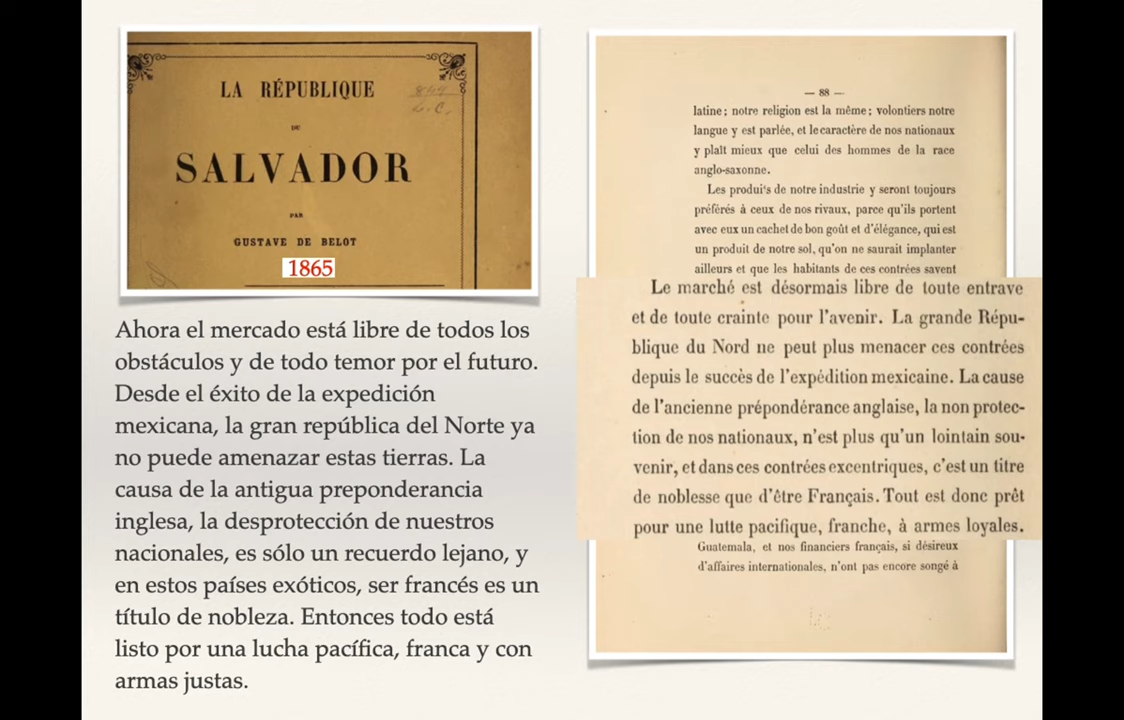 LA RÉPUBLIQUE
DU
SALVADOR
PAR
GUSTAVE DE BELOT
1865
Ahora el mercado está libre de todos los
obstáculos y de todo temor por el futuro.
Desde el éxito de la expedición
mexicana, la gran república del Norte ya
no puede amenazar estas tierras. La
causa de la antigua preponderancia
inglesa, la desprotección de nuestros
nacionales, es sólo un recuerdo lejano, y
en estos países exóticos, ser francés es un
título de nobleza. Entonces todo está
listo por una lucha pacífica, franca y con
armas justas.
— 88 —
latine ; notre religion est la même ; volontiers notre
langue y est parlée, et le caractère de nos nationaux
y plaît mieux que celui des hommes de la race
anglo-saxonne.
Les produits de notre industrie y seront toujours
préférés à ceux de nos rivaux, parce qu'ils portent
avec eux un cachet de bon goût et d'élégance, qui est
un produit de notre sol, qu'on ne saurait implanter
ailleurs et que les habitants de ces contrées savent
Le marché est désormais libre de toute entrave
et de toute crainte pour l'avenir. La grande Répu-
blique du Nord ne peut plus menacer ces contrées
depuis le succès de l'expédition mexicaine. La cause
de l'ancienne prépondérance anglaise, la non protec-
tion de nos nationaux, n'est plus qu'un lointain sou-
venir, et dans ces contrées excentriques, c'est un titre
de noblesse que d'être Français. Tout est donc prêt
pour une lutte pacifique, franche, à armes loyales.
Guatemala, et nos financiers français, si désireux
d'affaires internationales, n'ont pas encore songé à